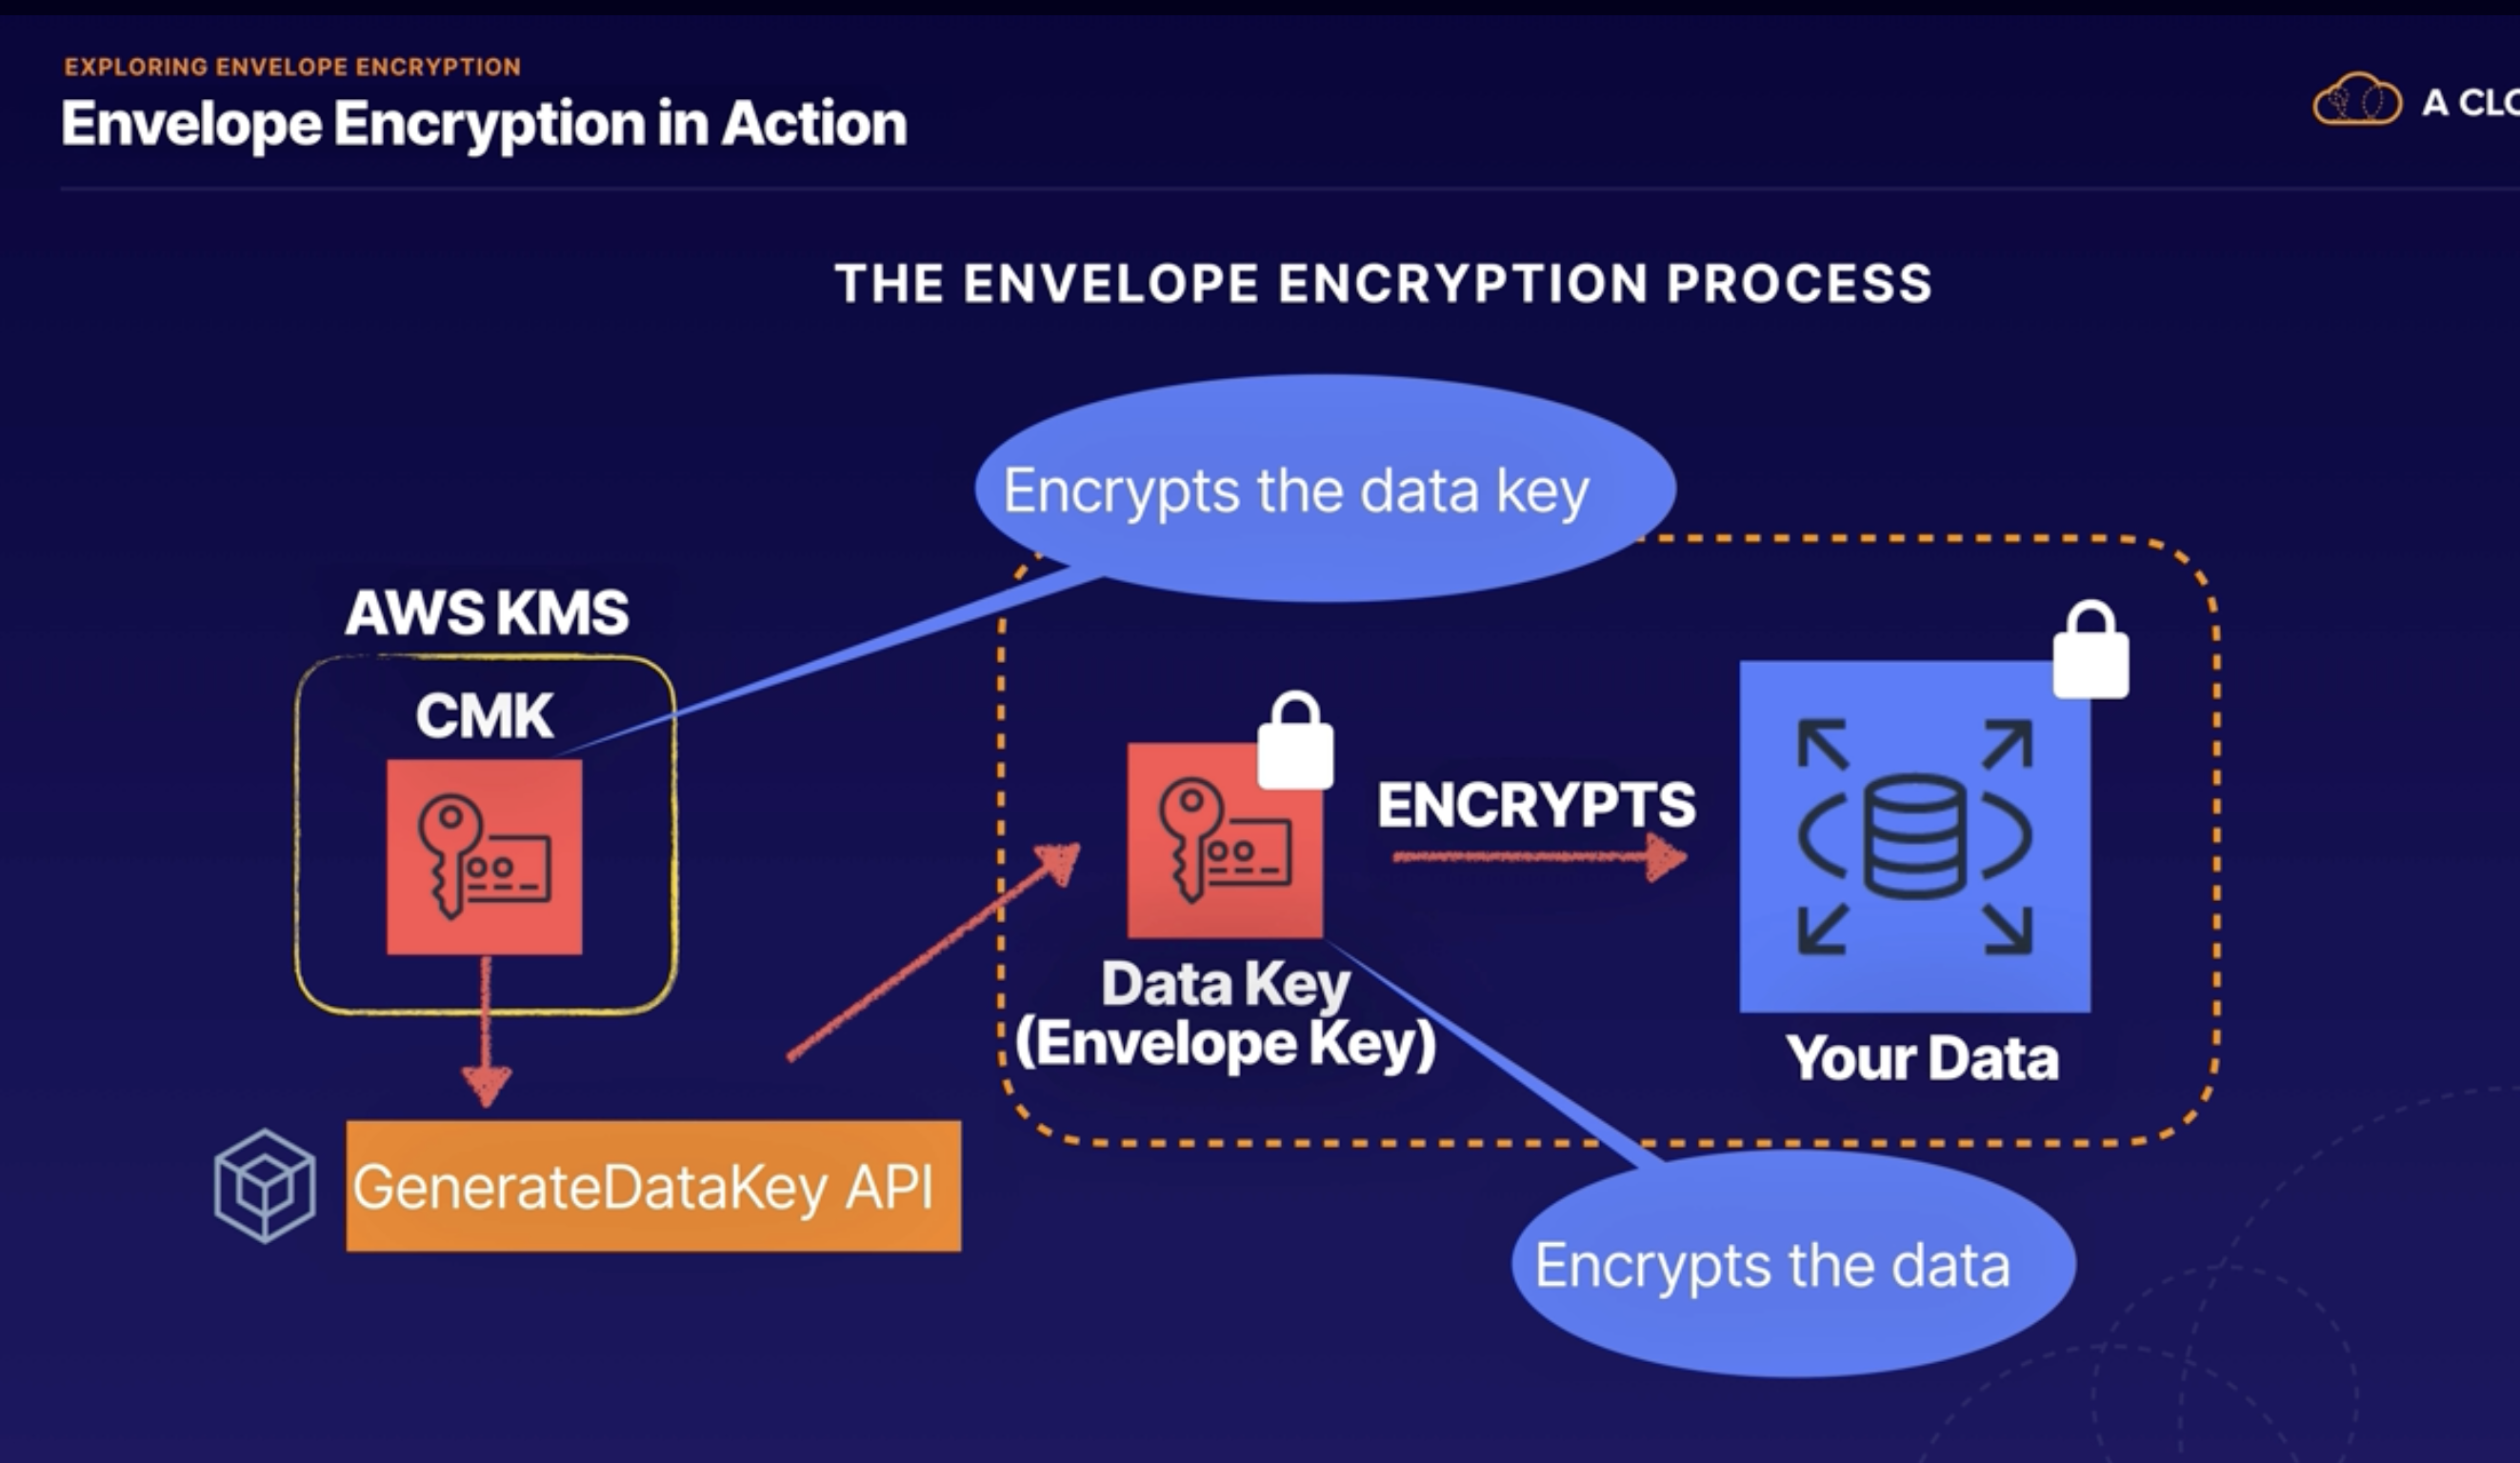 EXPLORING ENVELOPE ENCRYPTION
Envelope Encryption in Action
A CLO
THE ENVELOPE ENCRYPTION PROCESS
Encrypts the data key
AWS KMS
CMK
ENCRYPTS
Data Key
(Envelope Key)
Your Data
GenerateDataKey API
Encrypts the data